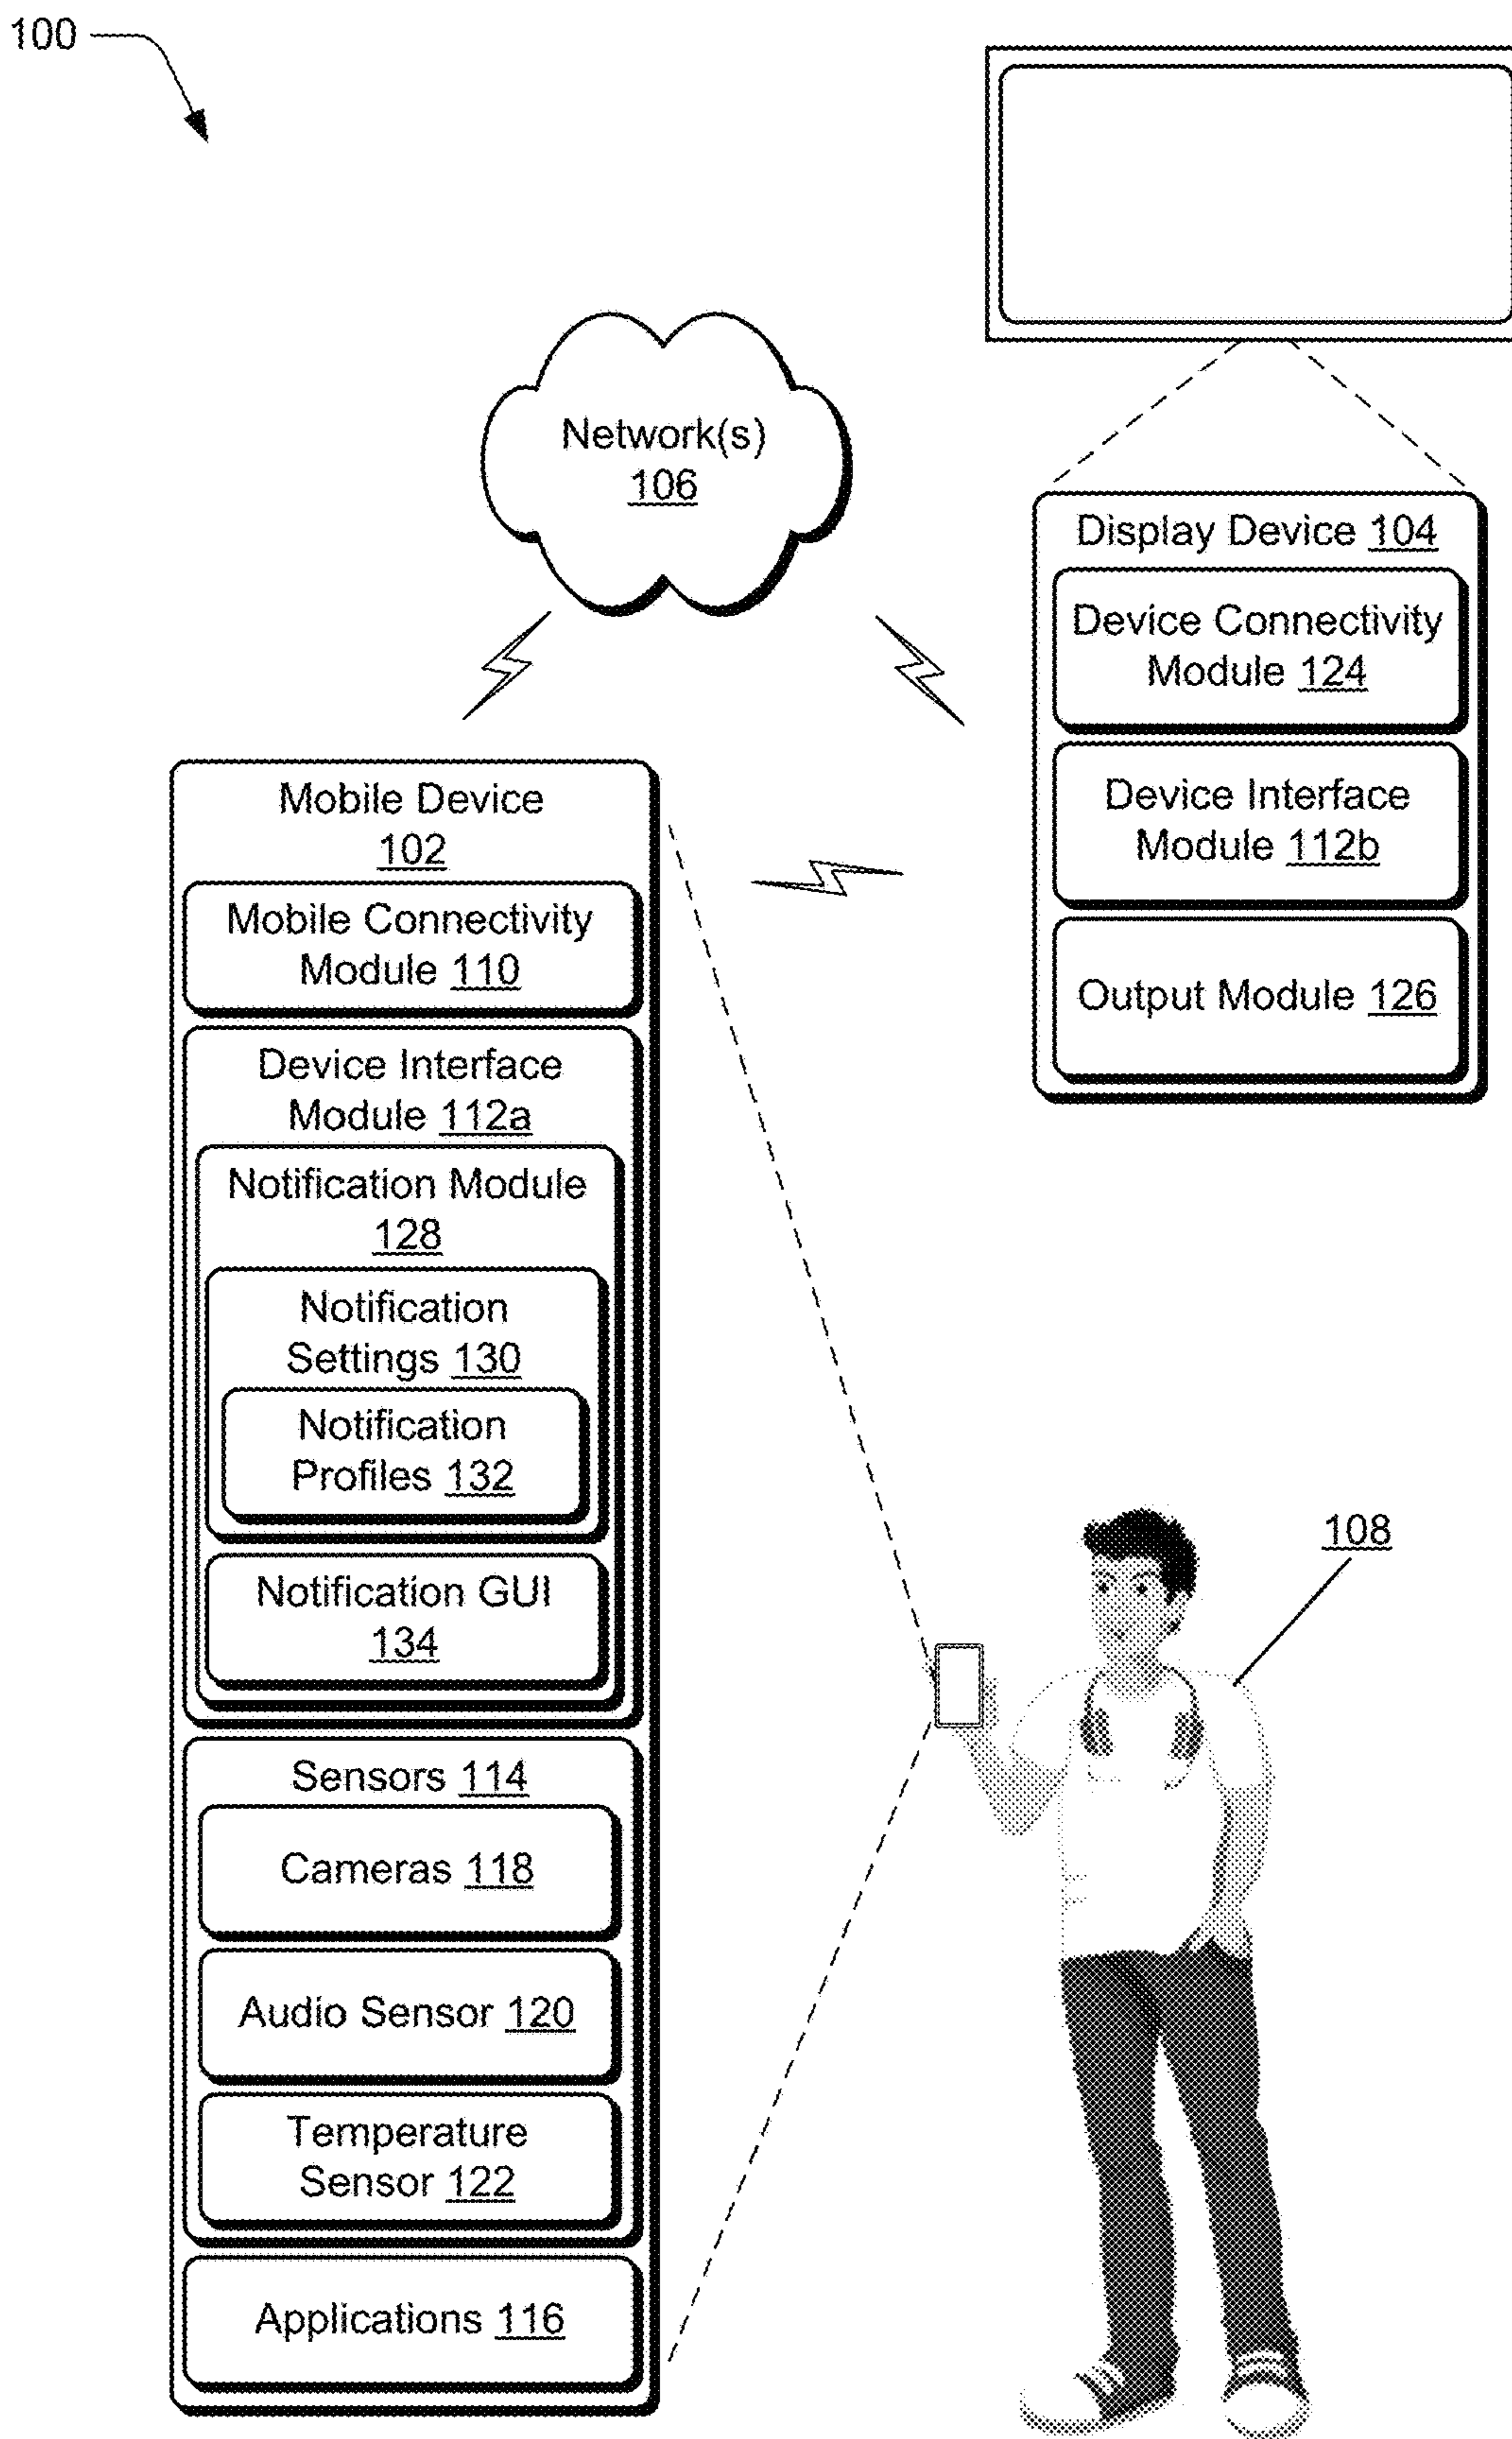 100
Network(s)
106
Display Device 104
Device Connectivity
Module 124
Device Interface
Module 112b
Output Module 126
Mobile Device
102
Mobile Connectivity
Module 110
Device Interface
Module 112a
Notification Module
128
Notification
Settings 130
Notification
Profiles 132
Notification GUI
134
Sensors 114
Cameras 118
Audio Sensor 120
Temperature
Sensor 122
Applications 116
108